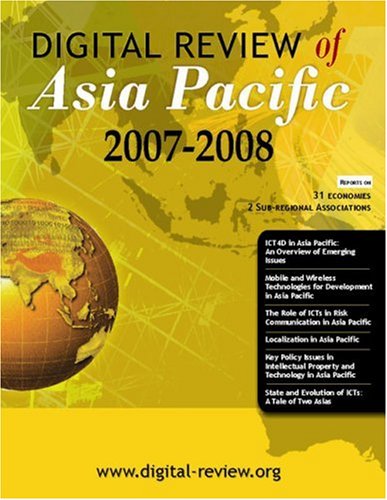 DIGITAL REVIEW of
Asia Pacific
2007-2008
REPORTS ON
31 ECONOMIES
2 SUB-REGIONAL ASSOCIATIONS
ICT4D in Asia Pacific:
An Overview of Emerging
Issues
Mobile and Wireless
Technologies for Development
in Asia Pacific
The Role of ICTs in Risk
Communication in Asia Pacific
Localization in Asia Pacific
Key Policy Issues in
Intellectual Property and
Technology in Asia Pacific
State and Evolution of ICTs:
A Tale of Two Asias
www.digital-review.org